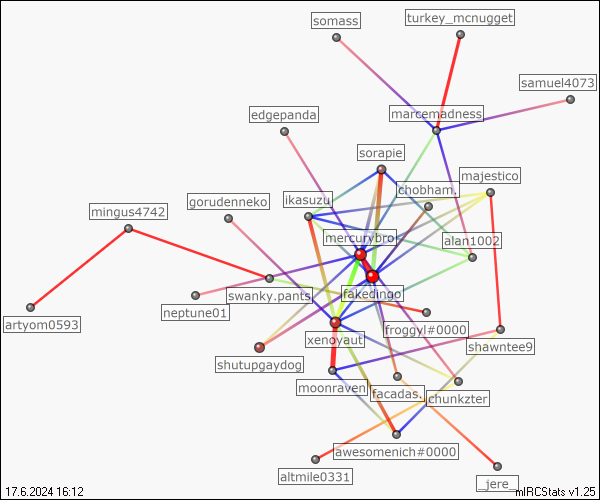 turkey_mcnugget
somass
samuel4073
edgepanda
marcemadness
sorapie
chobham.
majestico
gorudenneko
ikasuzu
mingus4742
mercurybro
alan1002
swanky.pants
fakedingo
neptune01
artyom0593
froggyl#0000
xenoyaut
shawntee9
shutupgaydog
moonraven
facadas.
chunkzter
awesomenich#0000
altmile0331
_jere_
17.6.2024 16:12
mIRCStats v1.25